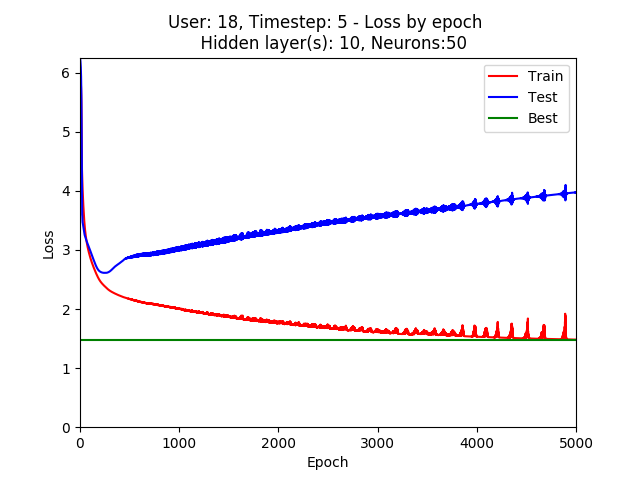 User: 18, Timestep: 5 - Loss by epoch
Hidden layer(s): 10, Neurons:50
Train
Test
Best
Loss
6
5
4
3
2
1
0
0 1000 2000 3000 4000 5000
Epoch